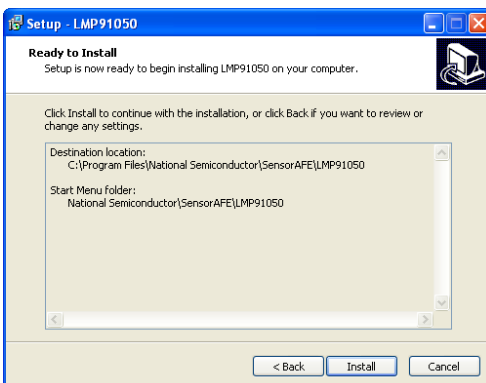 Setup - LMP91050
Ready to Install
Setup is now ready to begin installing LMP91050 on your computer.
Click Install to continue with the installation, or click Back if you want to review or
change any settings.
Destination location:
C:\Program Files\National Semiconductor\SensorAFE\LMP91050
Start Menu folder:
National Semiconductor\SensorAFE\LMP91050
< Back
Install
Cancel